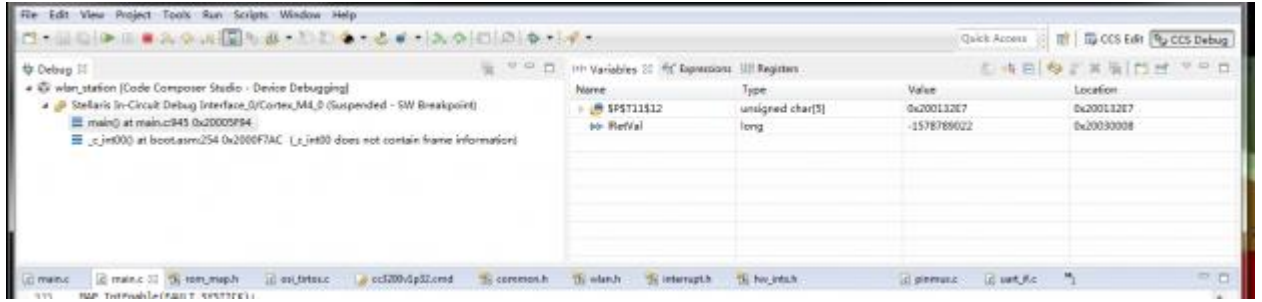 File Edit View Project Tools Run Scripts Window Help
Quick Access CCS Edit CCS Debug
Debug
(x)= Variables Expressions Registers
wlan_station [Code Composer Studio - Device Debugging]
Stellaris In-Circuit Debug Interface_0/Cortex_M4_0 (Suspended - SW Breakpoint)
main() at main.c:945 0x20005F94
_c_int00() at boot.asm:254 0x2000F7AC (_c_int00 does not contain frame information)
Name Type Value Location
$P$T11$12 unsigned char[5] 0x200132E7 0x200132E7
lRetVal long -1578789022 0x20030008
main.c main.c rom_map.h osi_tirtos.c cc3200v1p32.cmd common.h wlan.h interrupt.h hw_ints.h pinmux.c uart_if.c
MAP_IntEnable(FAULT_SYSTICK);